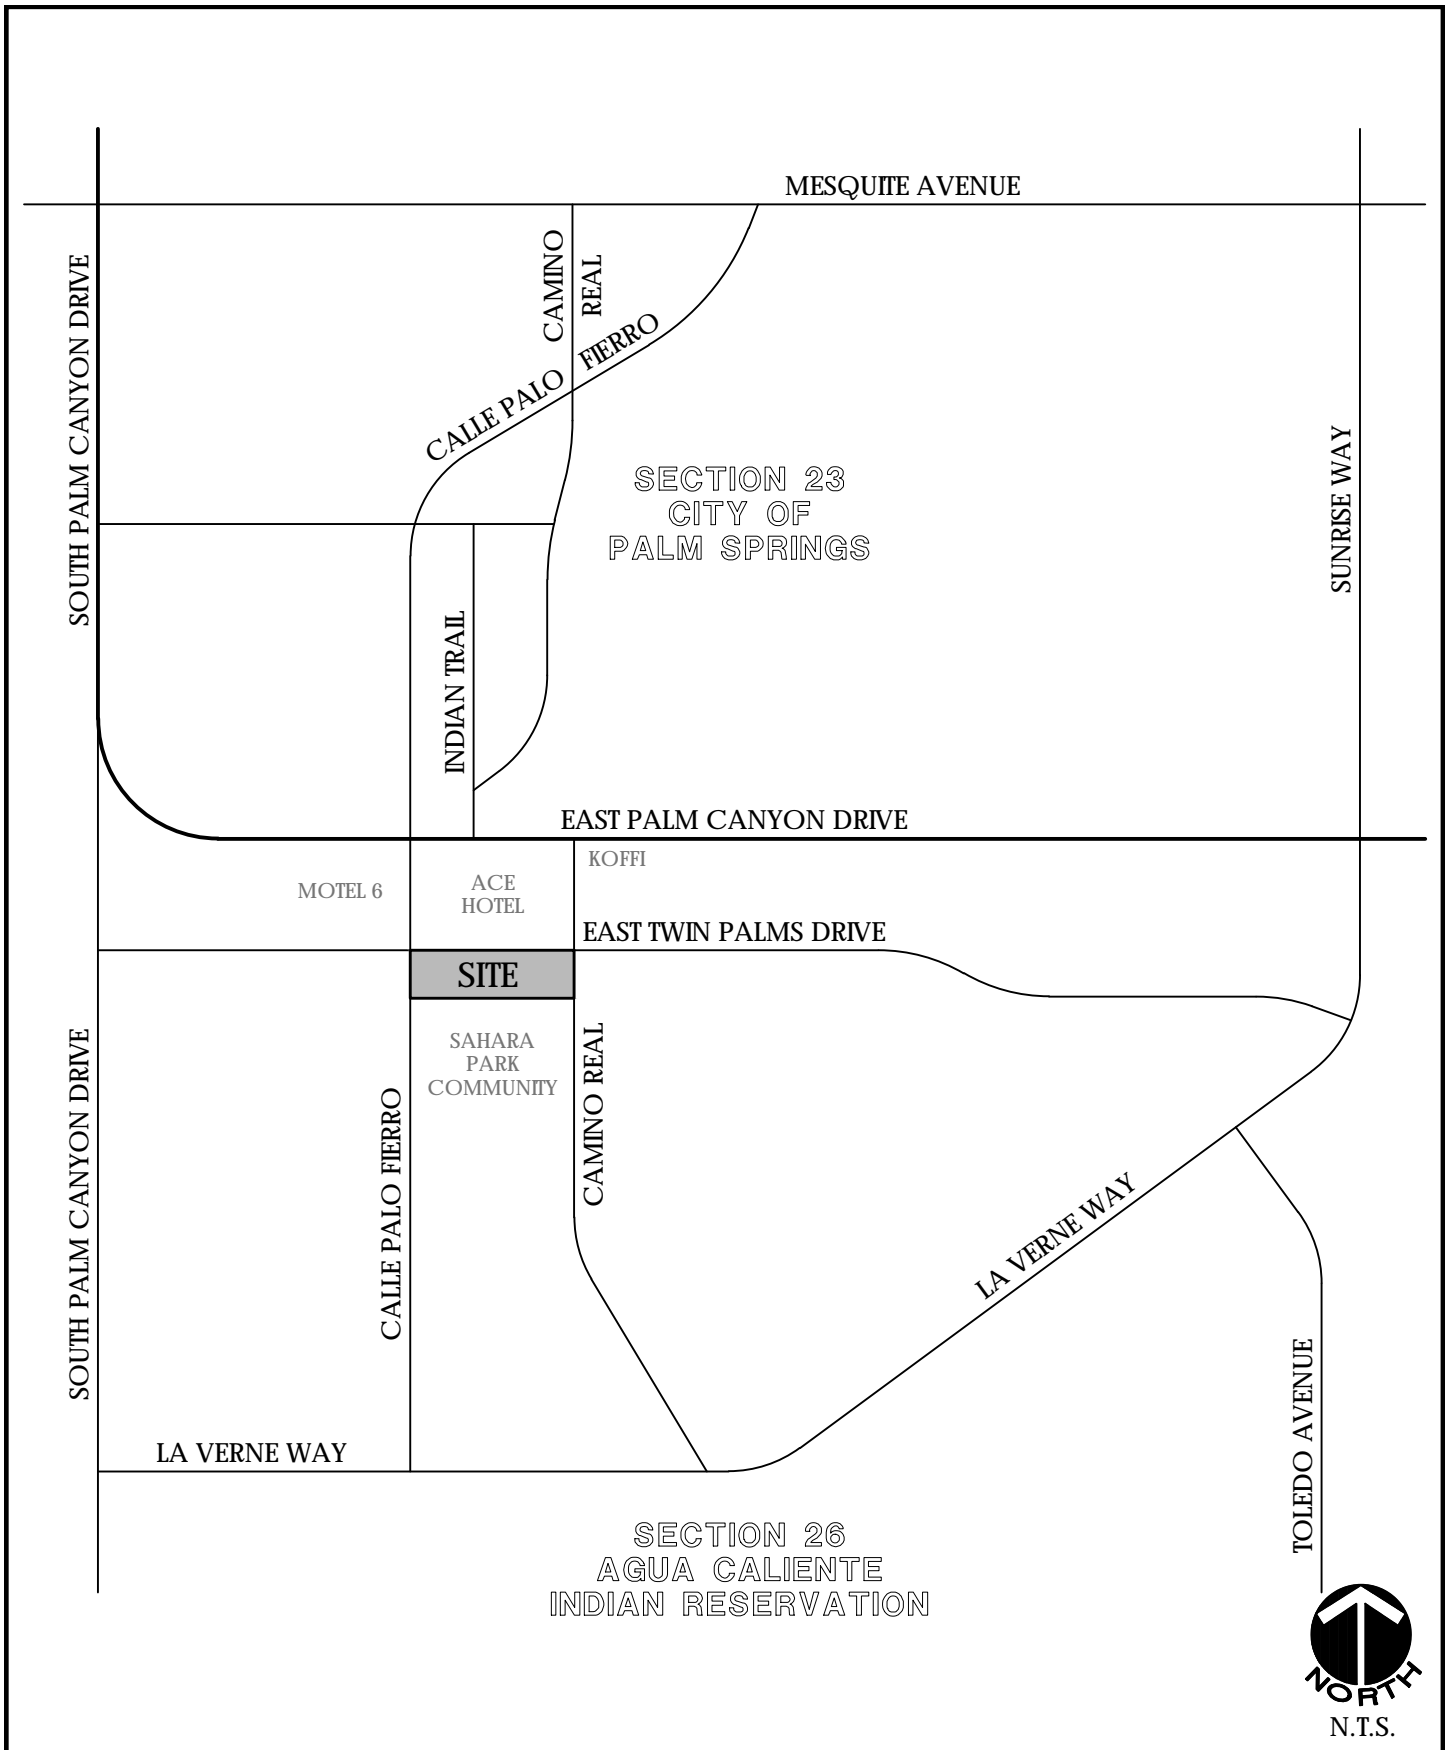 MESQUITE AVENUE
SOUTH PALM CANYON DRIVE
CAMINO
REAL
CALLE PALO FIERRO
SUNRISE WAY
SECTION 23
CITY OF
PALM SPRINGS
INDIAN TRAIL
EAST PALM CANYON DRIVE
KOFFI
MOTEL 6
ACE
HOTEL
EAST TWIN PALMS DRIVE
SITE
SAHARA
PARK
COMMUNITY
SOUTH PALM CANYON DRIVE
CALLE PALO FIERRO
CAMINO REAL
LA VERNE WAY
TOLEDO AVENUE
LA VERNE WAY
SECTION 26
AGUA CALIENTE
INDIAN RESERVATION
NORTH
N.T.S.